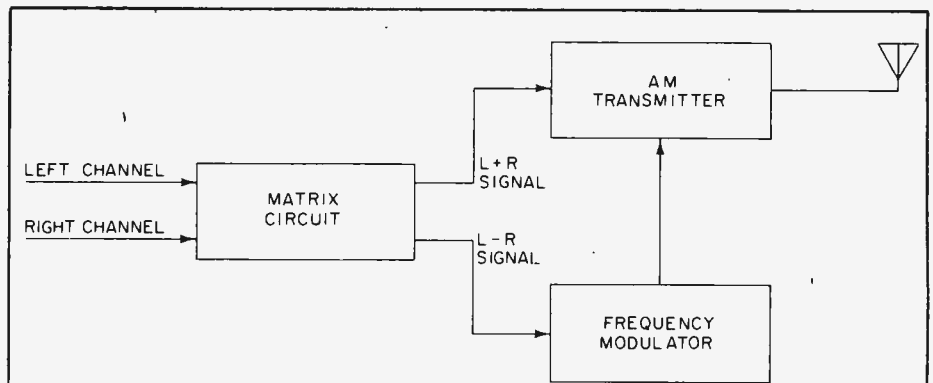 AM
TRANSMITTER
LEFT CHANNEL
L+R
SIGNAL
MATRIX
CIRCUIT
RIGHT CHANNEL
L−R
SIGNAL
FREQUENCY
MODULATOR